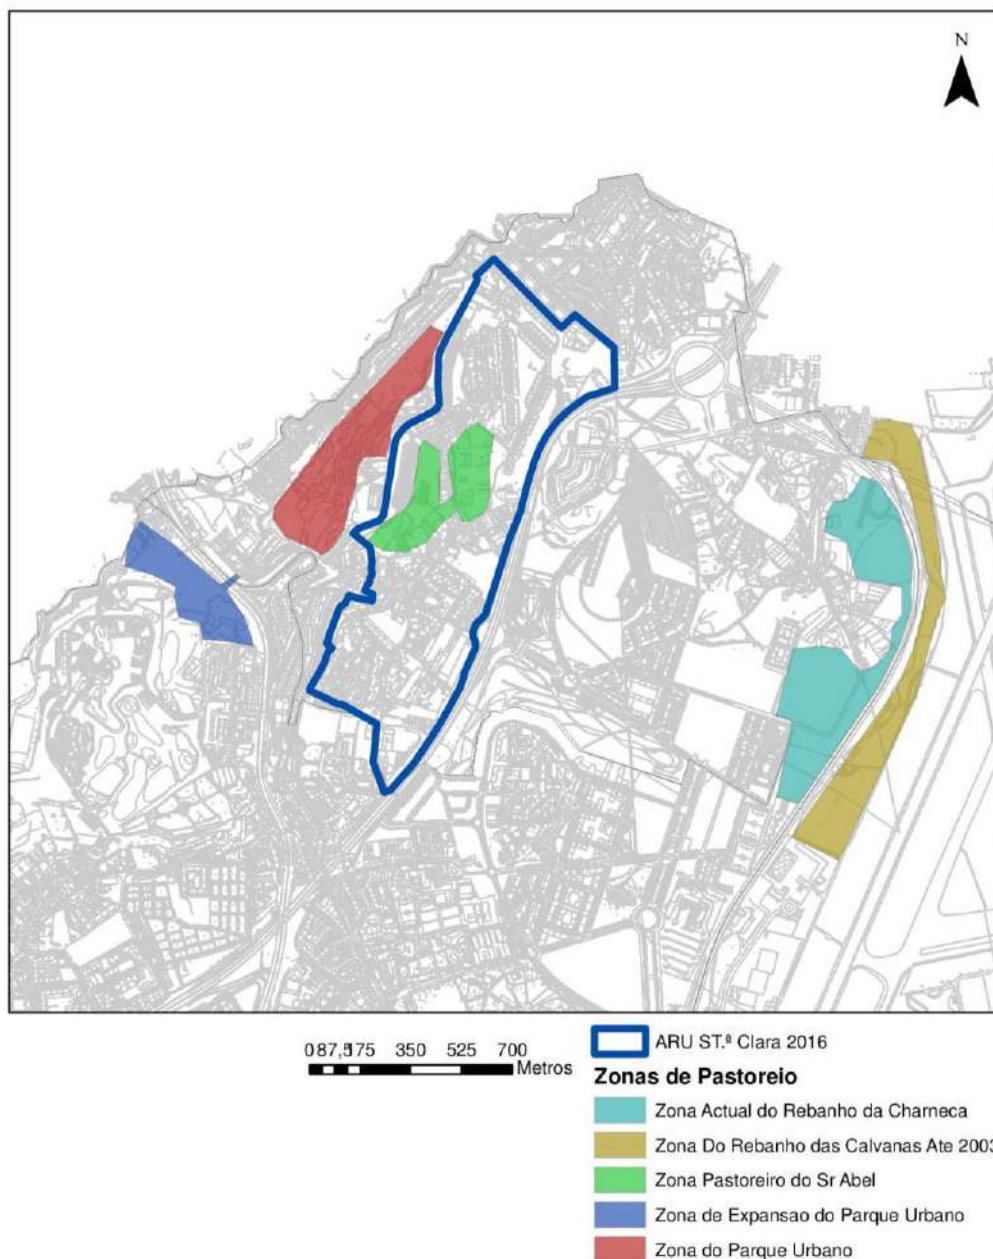 N
0 87,5 175 350 525 700
Metros
ARU ST.ª Clara 2016
Zonas de Pastoreio
Zona Actual do Rebanho da Charneca
Zona Do Rebanho das Calvanas Ate 2003
Zona Pastoreiro do Sr Abel
Zona de Expansao do Parque Urbano
Zona do Parque Urbano